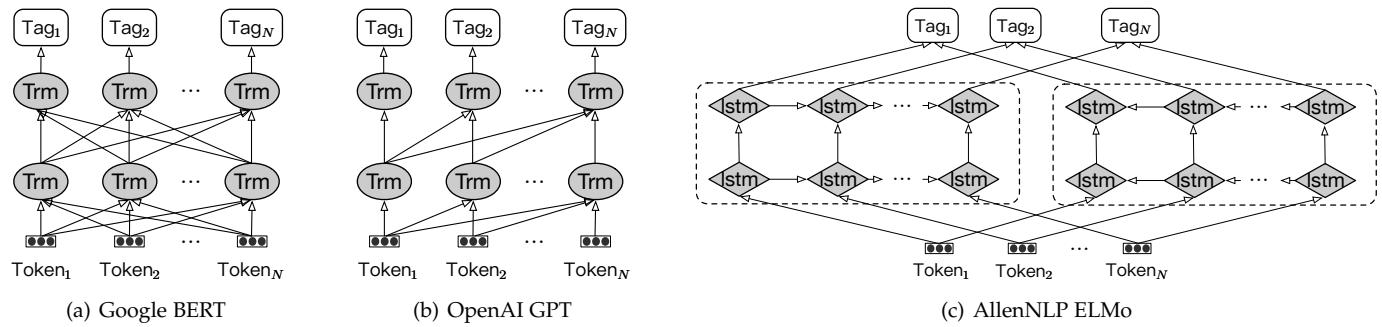 Tag1 Tag2 TagN Tag1 Tag2 TagN Tag1 Tag2 TagN
Trm Trm ... Trm Trm Trm ... Trm lstm lstm ... lstm lstm lstm ... lstm
Trm Trm ... Trm Trm Trm ... Trm lstm lstm ... lstm lstm lstm ... lstm
... ... ...
Token1 Token2 TokenN Token1 Token2 TokenN Token1 Token2 TokenN
(a) Google BERT (b) OpenAI GPT (c) AllenNLP ELMo